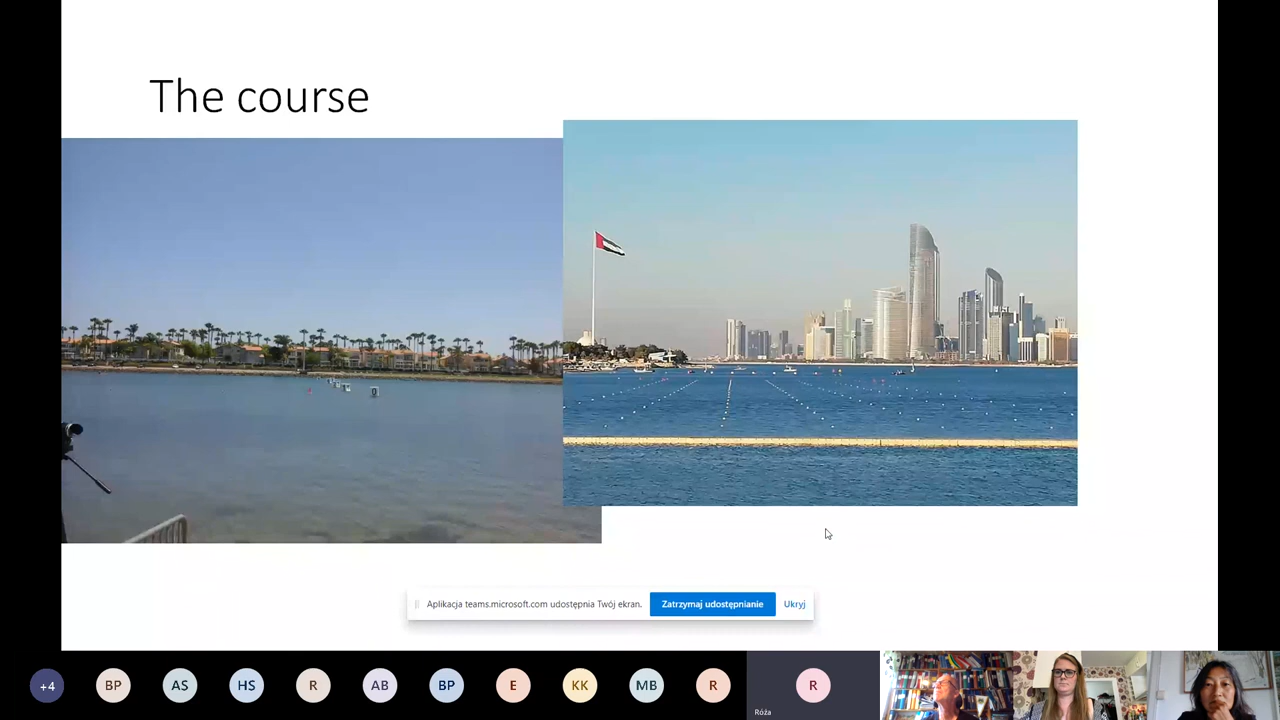 The course
Aplikacja teams.microsoft.com udostępnia Twój ekran.
Zatrzymaj udostępnianie
Ukryj
+4
BP
AS
HS
R
AB
BP
E
KK
MB
R
R
Róża